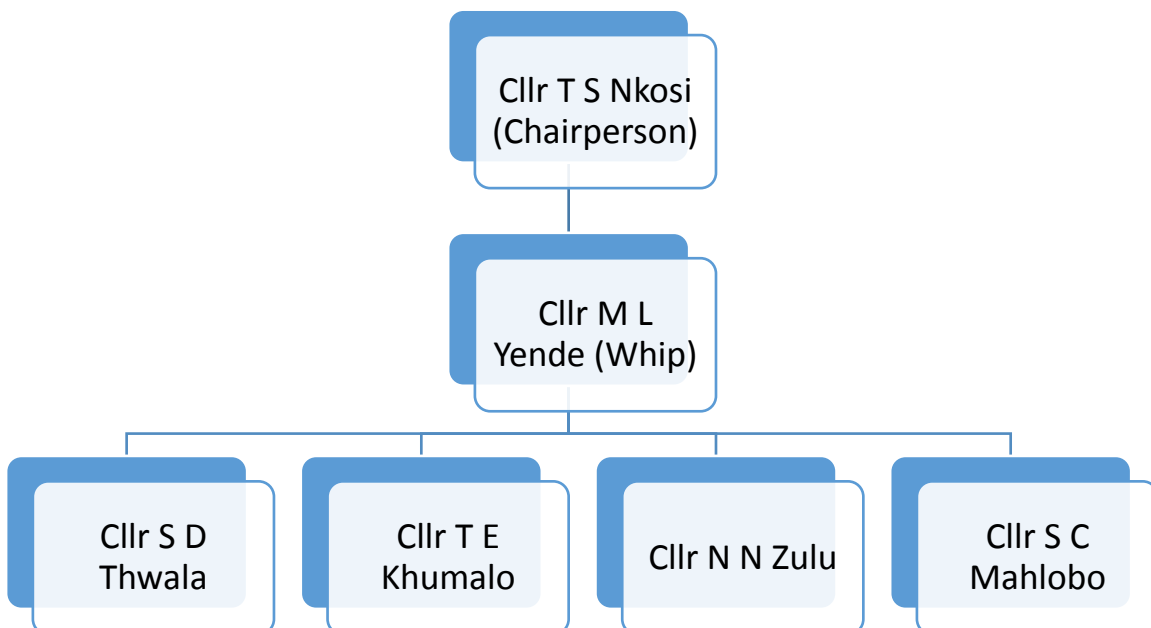 Cllr T S Nkosi
(Chairperson)
Cllr M L
Yende (Whip)
Cllr S D
Thwala
Cllr T E
Khumalo
Cllr N N Zulu
Cllr S C
Mahlobo